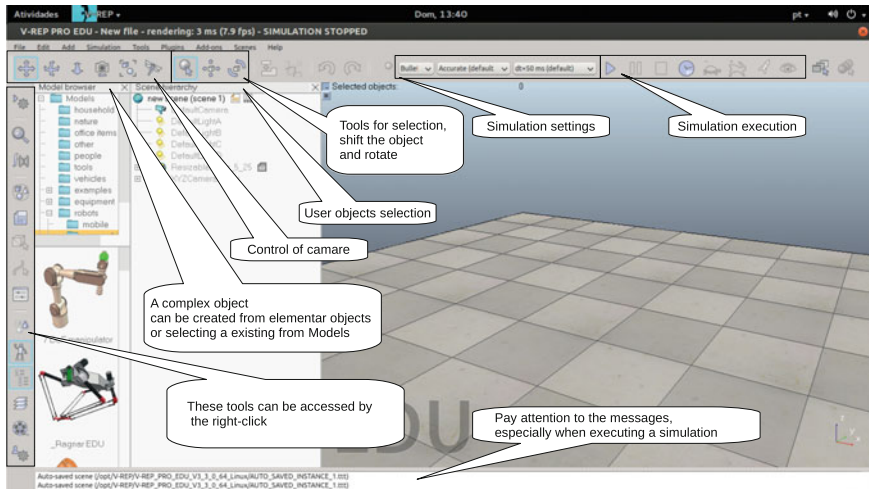 Atividades V-REP Dom, 13:40 pt
V-REP PRO EDU - New file - rendering: 3 ms (7.9 fps) - SIMULATION STOPPED
File Edit Add Simulation Tools Plugins Add-ons Scenes Help
Bullet Accurate (default dt=50 ms (default)
Model browser Scene hierarchy Selected objects: 0
Models
household
nature
office items
other
people
tools
vehicles
examples
equipment
robots
mobile
new scene (scene 1)
DefaultCamera
DefaultLightA
DefaultLightB
Tools for selection,
shift the object
and rotate
Simulation settings
Simulation execution
User objects selection
Control of camare
A complex object
can be created from elementar objects
or selecting a existing from Models
These tools can be accessed by
the right-click
_Ragnar EDU
EDU
Pay attention to the messages,
especially when executing a simulation
Auto-saved scene (/opt/V-REP/V-REP_PRO_EDU_V3_3_0_64_Linux/AUTO_SAVED_INSTANCE_1.ttt)
Auto-saved scene (/opt/V-REP/V-REP_PRO_EDU_V3_3_0_64_Linux/AUTO_SAVED_INSTANCE_1.ttt)